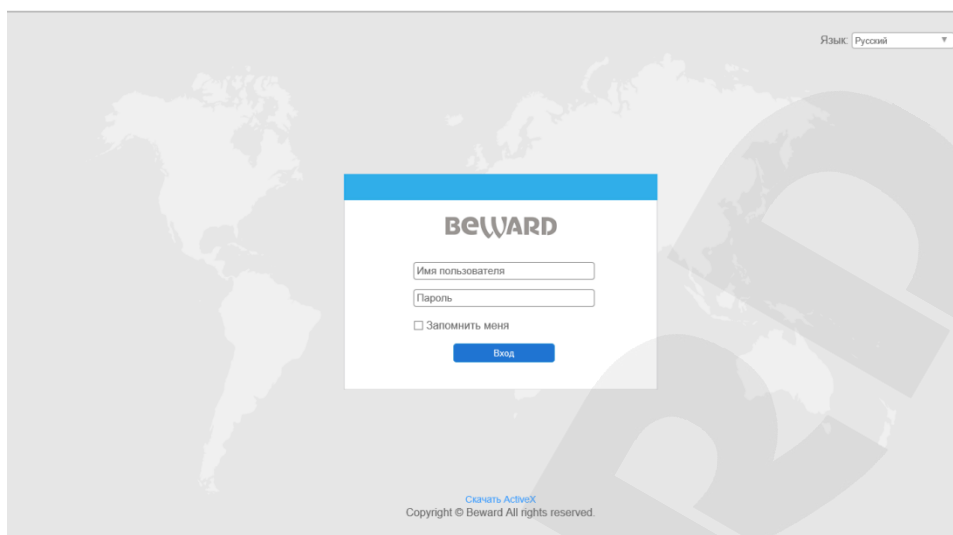 Язык: Русский
BEWARD
Имя пользователя
Пароль
Запомнить меня
Вход
Скачать ActiveX
Copyright © Beward All rights reserved.